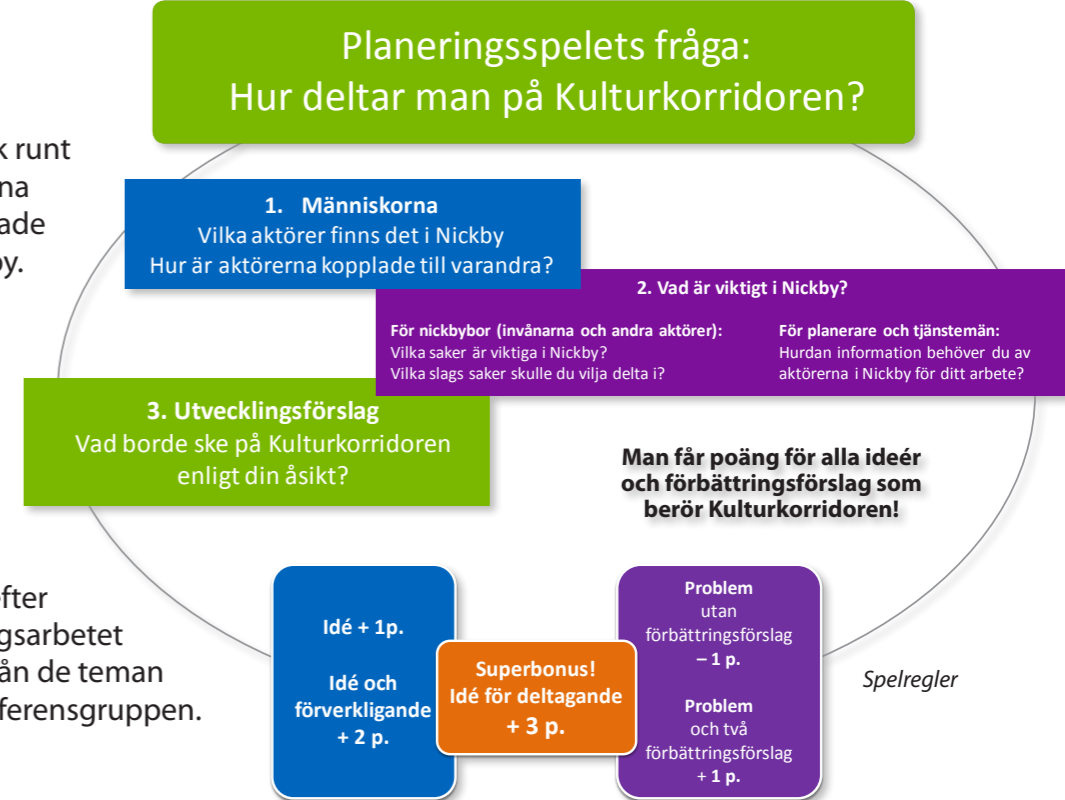 Planeringsspelets fråga:
Hur deltar man på Kulturkorridoren?
k runt
na
ade
by.
1. Människorna
Vilka aktörer finns det i Nickby
Hur är aktörerna kopplade till varandra?
2. Vad är viktigt i Nickby?
För nickbybor (invånarna och andra aktörer):
Vilka saker är viktiga i Nickby?
Vilka slags saker skulle du vilja delta i?
För planerare och tjänstemän:
Hurdan information behöver du av
aktörerna i Nickby för ditt arbete?
3. Utvecklingsförslag
Vad borde ske på Kulturkorridoren
enligt din åsikt?
Man får poäng för alla ideér
och förbättringsförslag som
berör Kulturkorridoren!
efter
gsarbetet
ån de teman
ferensgruppen.
Idé + 1p.
Idé och
förverkligande
+ 2 p.
Superbonus!
Idé för deltagande
+ 3 p.
Problem
utan
förbättringsförslag
– 1 p.
Problem
och två
förbättringsförslag
+ 1 p.
Spelregler